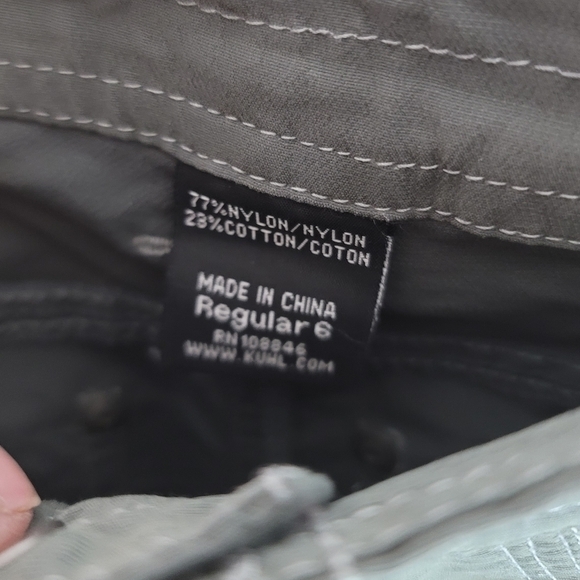 77%NYLON/NYLON
23%COTTON/COTON
MADE IN CHINA
Regular 6
RN108846
WWW.KUHL.COM